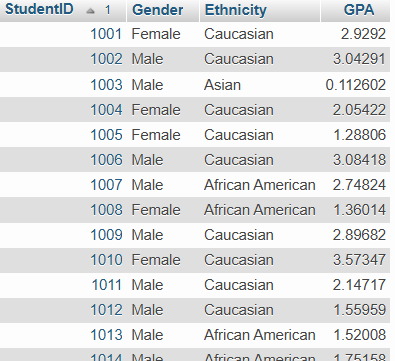 StudentID 1 Gender Ethnicity GPA
1001 Female Caucasian 2.9292
1002 Male Caucasian 3.04291
1003 Male Asian 0.112602
1004 Female Caucasian 2.05422
1005 Female Caucasian 1.28806
1006 Male Caucasian 3.08418
1007 Male African American 2.74824
1008 Female African American 1.36014
1009 Male Caucasian 2.89682
1010 Female Caucasian 3.57347
1011 Male Caucasian 2.14717
1012 Male Caucasian 1.55959
1013 Male African American 1.52008
1014 Male African American 1.75158